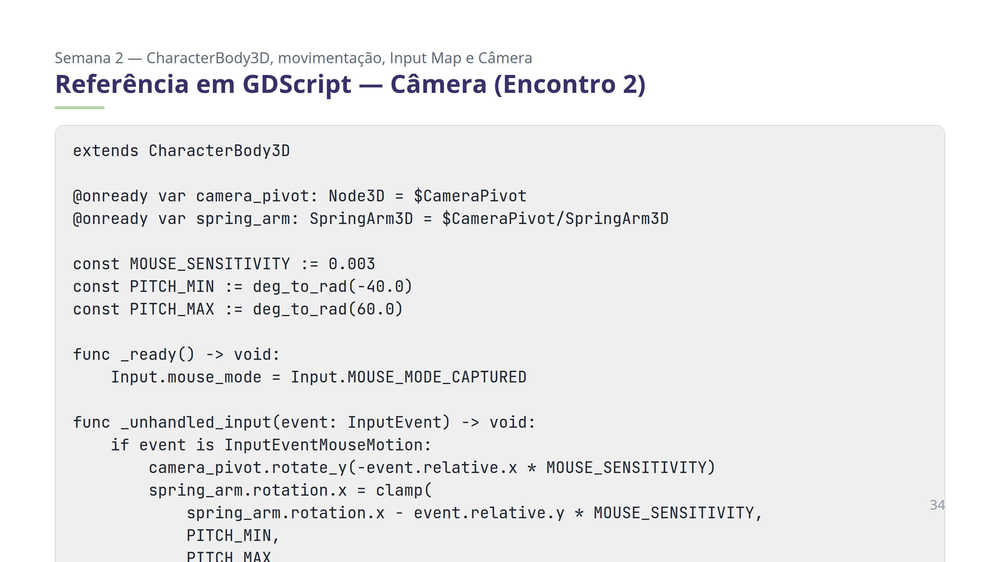 Semana 2 — CharacterBody3D, movimentação, Input Map e Câmera
Referência em GDScript — Câmera (Encontro 2)
extends CharacterBody3D
@onready var camera_pivot: Node3D = $CameraPivot
@onready var spring_arm: SpringArm3D = $CameraPivot/SpringArm3D
const MOUSE_SENSITIVITY := 0.003
const PITCH_MIN := deg_to_rad(-40.0)
const PITCH_MAX := deg_to_rad(60.0)
func _ready() -> void:
    Input.mouse_mode = Input.MOUSE_MODE_CAPTURED
func _unhandled_input(event: InputEvent) -> void:
    if event is InputEventMouseMotion:
        camera_pivot.rotate_y(-event.relative.x * MOUSE_SENSITIVITY)
        spring_arm.rotation.x = clamp(
            spring_arm.rotation.x - event.relative.y * MOUSE_SENSITIVITY,
            PITCH_MIN,
            PITCH_MAX
34